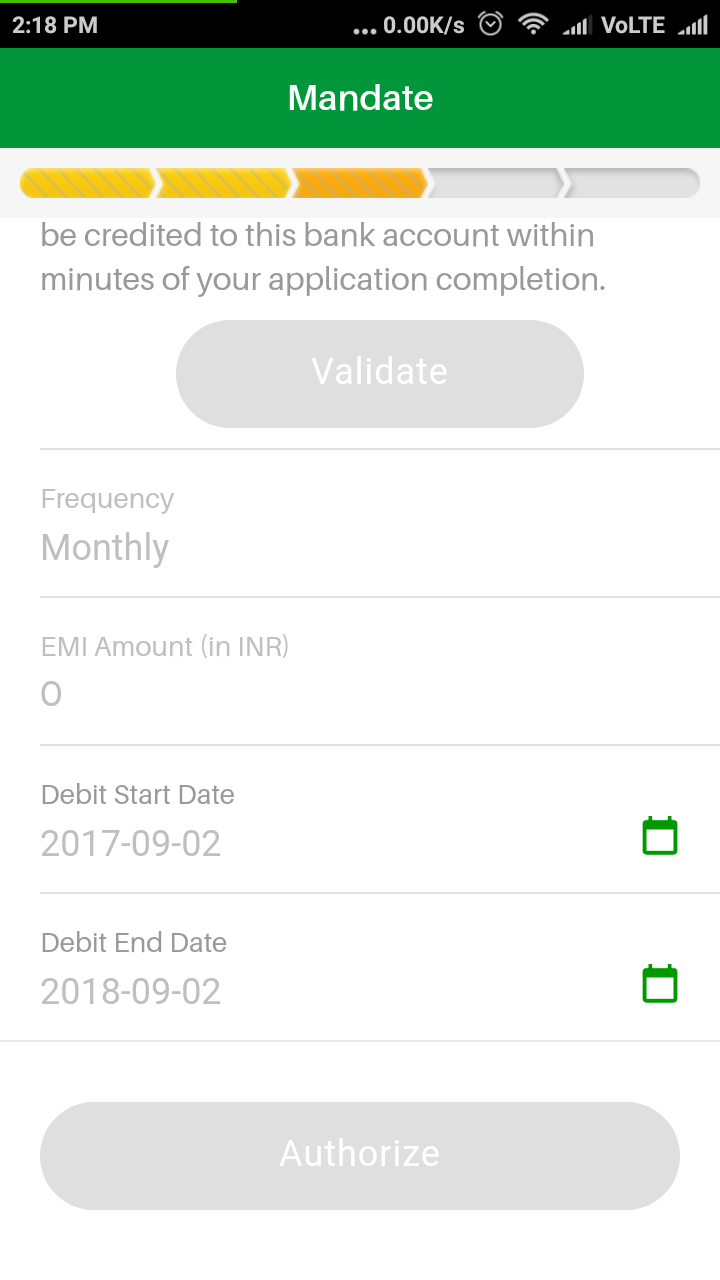 2:18 PM ... 0.00K/s VoLTE
Mandate
be credited to this bank account within
minutes of your application completion.
Validate
Frequency
Monthly
EMI Amount (in INR)
0
Debit Start Date
2017-09-02
Debit End Date
2018-09-02
Authorize